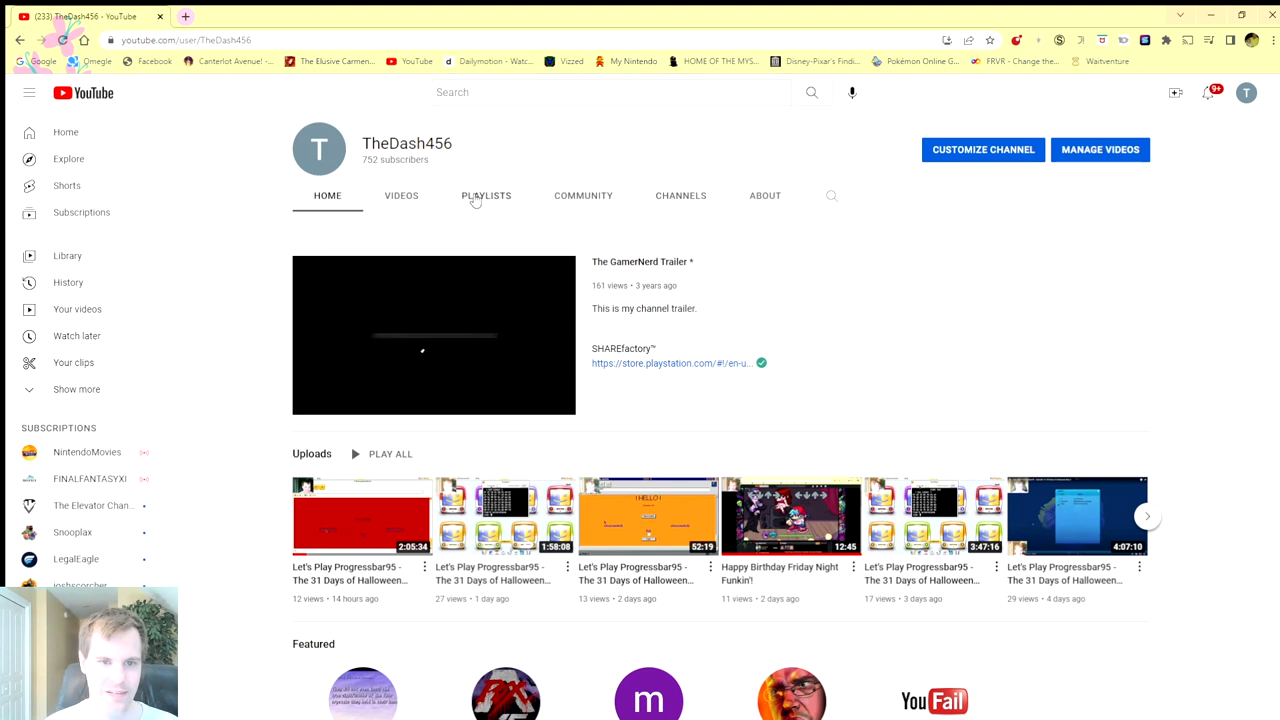 (233) TheDash456 - YouTube
youtube.com/user/TheDash456
Google
Omegle
Facebook
Canterlot Avenue! -...
The Elusive Carmen...
YouTube
Dailymotion - Watc...
Vizzed
My Nintendo
HOME OF THE MYS...
Disney-Pixar's Findi...
Pokémon Online G...
FRVR - Change the...
Waitventure
YouTube
Search
9+
T
Home
Explore
Shorts
Subscriptions
Library
History
Your videos
Watch later
Your clips
Show more
SUBSCRIPTIONS
NintendoMovies
FINALFANTASYXI
The Elevator Chan...
Snooplax
LegalEagle
joshscorcher
T
TheDash456
752 subscribers
CUSTOMIZE CHANNEL
MANAGE VIDEOS
HOME
VIDEOS
PLAYLISTS
COMMUNITY
CHANNELS
ABOUT
The GamerNerd Trailer *
161 views • 3 years ago
This is my channel trailer.
SHAREfactory™
https://store.playstation.com/#!/en-u...
Uploads
PLAY ALL
2:05:34
Let's Play Progressbar95 -
The 31 Days of Halloween...
12 views • 14 hours ago
1:58:08
Let's Play Progressbar95 -
The 31 Days of Halloween...
27 views • 1 day ago
HELLO!
52:19
Let's Play Progressbar95 -
The 31 Days of Halloween...
13 views • 2 days ago
12:45
Happy Birthday Friday Night
Funkin'!
11 views • 2 days ago
3:47:16
Let's Play Progressbar95 -
The 31 Days of Halloween...
17 views • 3 days ago
4:07:10
Let's Play Progressbar95 -
The 31 Days of Halloween...
29 views • 4 days ago
Featured
m
YouFail